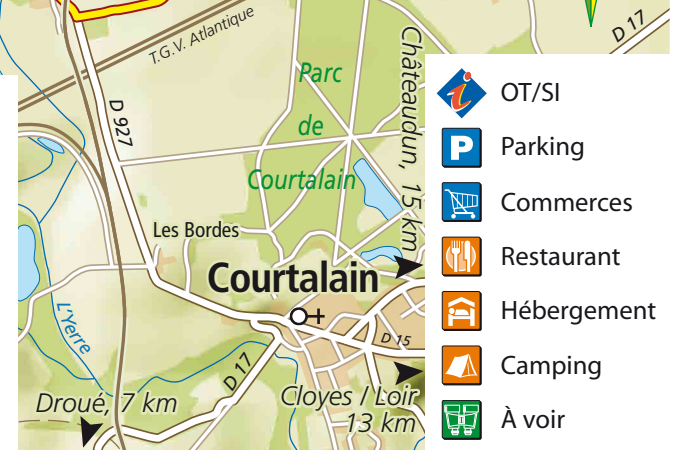 T.G.V. Atlantique
D 17
D 927
Parc
de
Courtalain
Châteaudun, 15 km
Les Bordes
Courtalain
L'Yerre
D 15
D 17
Droué, 7 km
Cloyes / Loir
13 km
OT/SI
P Parking
Commerces
Restaurant
Hébergement
Camping
À voir